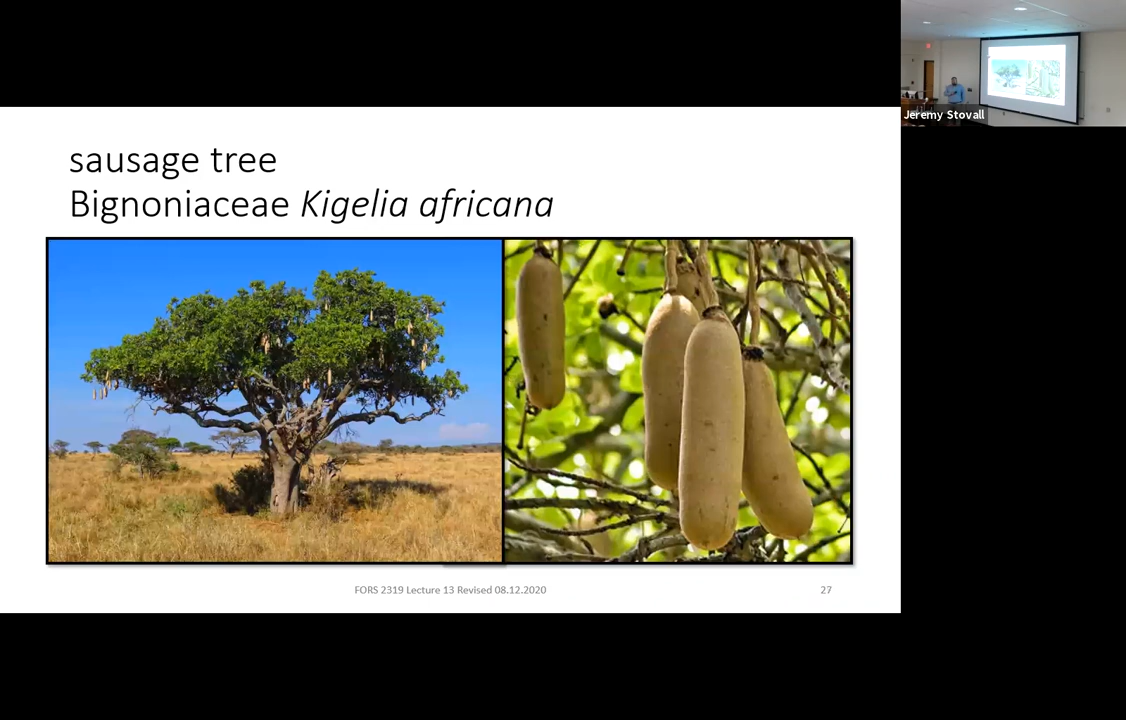 sausage tree
Bignoniaceae Kigelia africana
FORS 2319 Lecture 13 Revised 08.12.2020
27
Jeremy Stovall